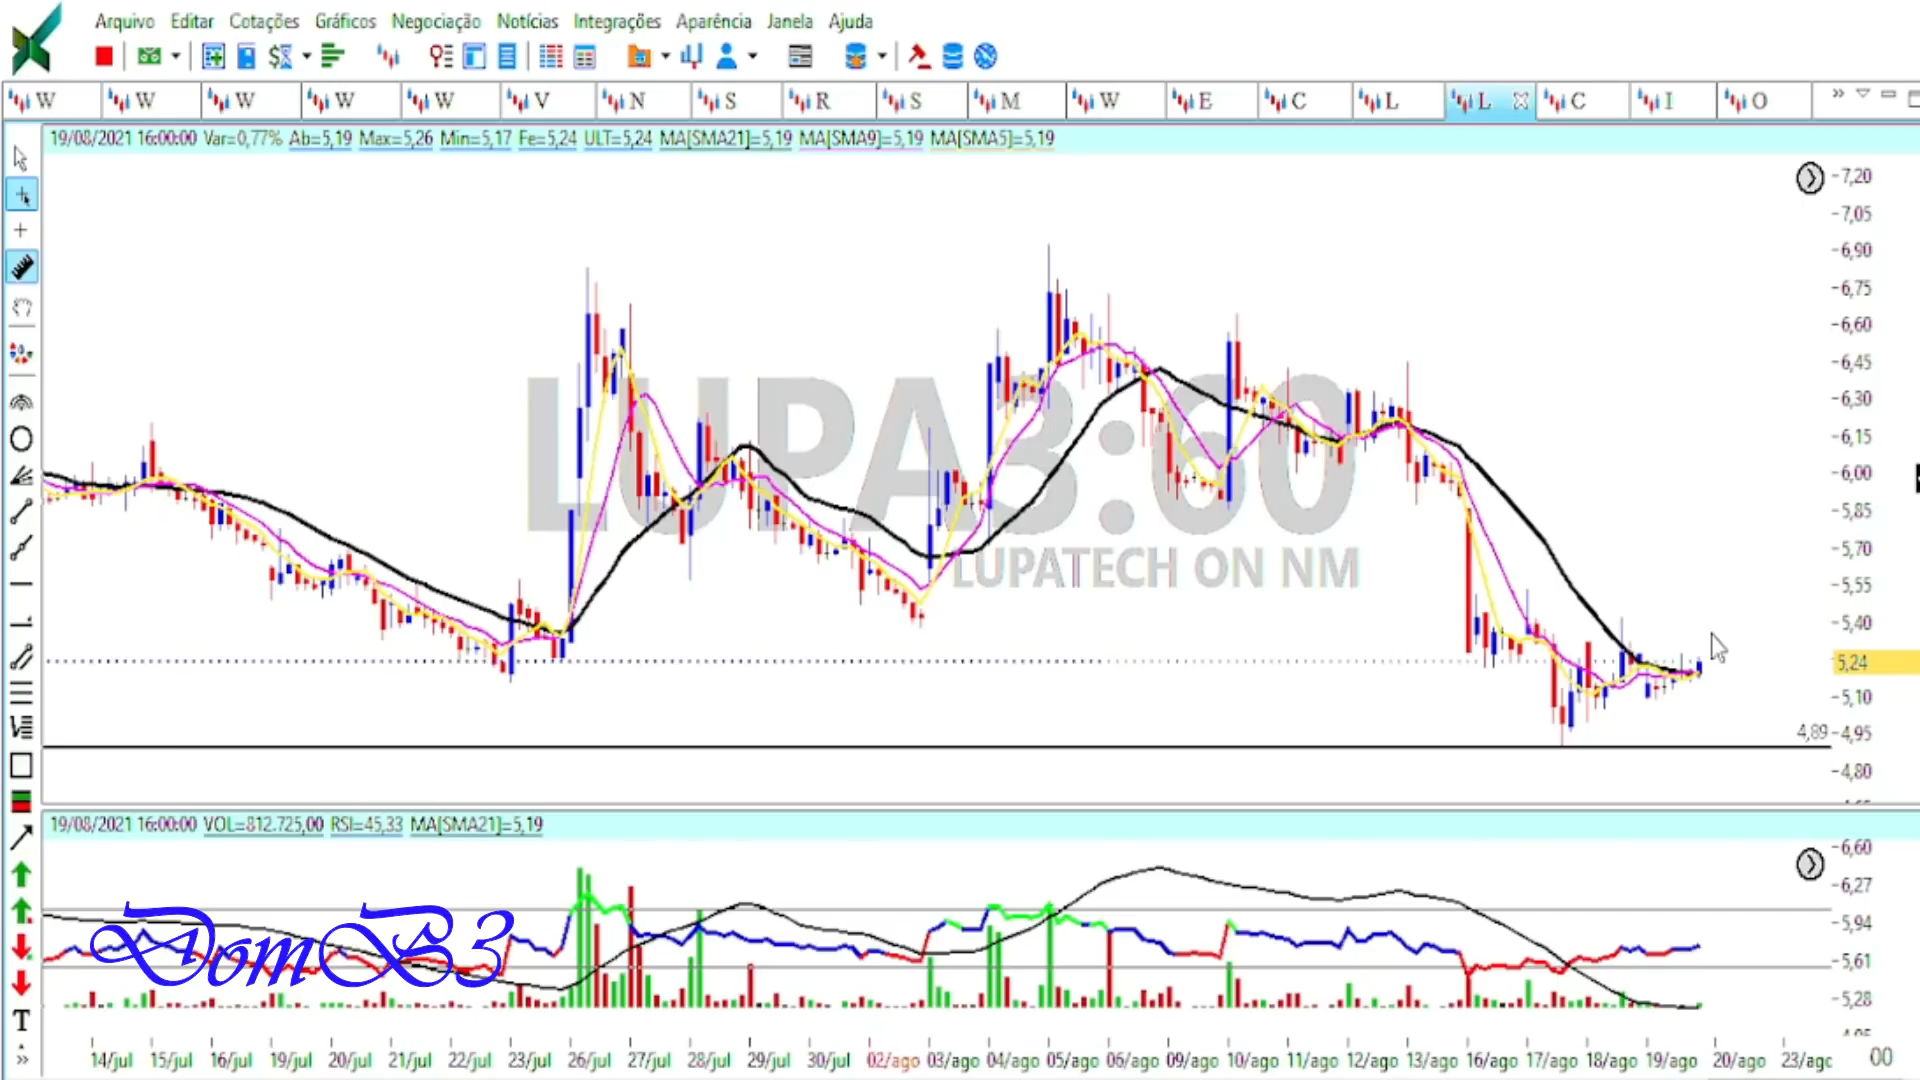 Arquivo Editar Cotações Gráficos Negociação Notícias Integrações Aparência Janela Ajuda
W W W W W V N S R S M W E C L L C I O
19/08/2021 16:00:00 Var=0,77% Ab=5,19 Max=5,26 Min=5,17 Fe=5,24 ULT=5,24 MA[SMA21]=5,19 MA[SMA9]=5,19 MA[SMA5]=5,19
7,20
7,05
6,90
6,75
6,60
6,45
6,30
6,15
6,00
5,85
5,70
5,55
5,40
5,24
5,10
4,89 4,95
4,80
LUPA3:60
LUPATECH ON NM
19/08/2021 16:00:00 VOL=812.725,00 RSI=45,33 MA[SMA21]=5,19
6,60
6,27
5,94
5,61
5,28
DomB3
T
14/jul 15/jul 16/jul 19/jul 20/jul 21/jul 22/jul 23/jul 26/jul 27/jul 28/jul 29/jul 30/jul 02/ago 03/ago 04/ago 05/ago 06/ago 09/ago 10/ago 11/ago 12/ago 13/ago 16/ago 17/ago 18/ago 19/ago 20/ago 23/ago 00